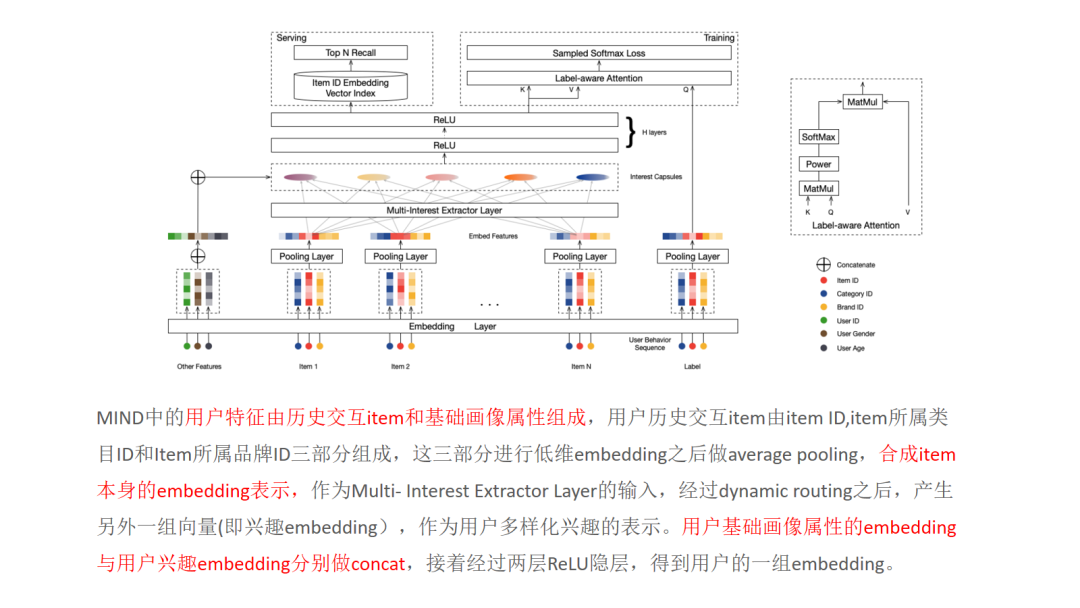 Serving
Training
Top N Recall
Sampled Softmax Loss
Item ID Embedding
Vector Index
Label-aware Attention
K
V
Q
ReLU
ReLU
H layers
Interest Capsules
Multi-Interest Extractor Layer
Embed Features
Pooling Layer
Pooling Layer
Pooling Layer
Pooling Layer
...
Embedding Layer
User Behavior
Sequence
Other Features
Item 1
Item 2
Item N
Label
MatMul
SoftMax
Power
MatMul
K
Q
V
Label-aware Attention
Concatenate
Item ID
Category ID
Brand ID
User ID
User Gender
User Age
MIND中的用户特征由历史交互item和基础画像属性组成，用户历史交互item由item ID,item所属类
目ID和Item所属品牌ID三部分组成，这三部分进行低维embedding之后做average pooling，合成item
本身的embedding表示，作为Multi- Interest Extractor Layer的输入，经过dynamic routing之后，产生
另外一组向量(即兴趣embedding），作为用户多样化兴趣的表示。用户基础画像属性的embedding
与用户兴趣embedding分别做concat，接着经过两层ReLU隐层，得到用户的一组embedding。